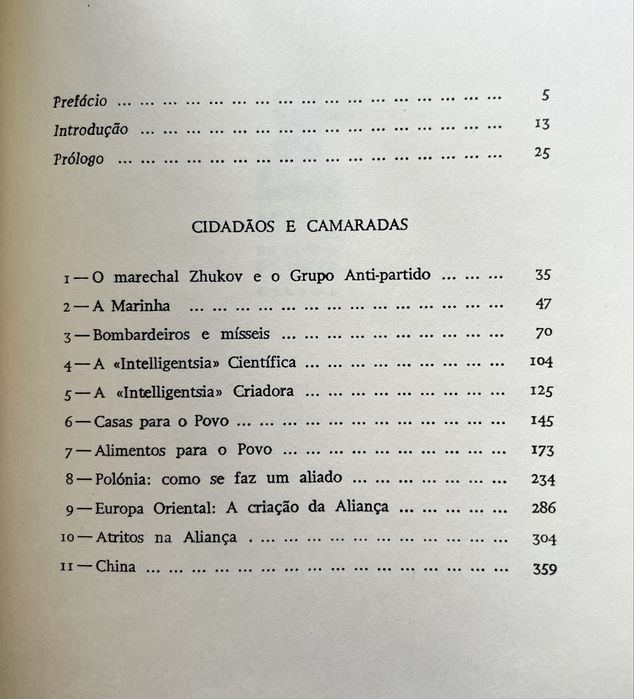 Prefácio ... ... ... ... ... ... ... ... ... ... ... ... ... ... ... ... ... 5
Introdução ... ... ... ... ... ... ... ... ... ... ... ... ... ... ... ... 13
Prólogo ... ... ... ... ... ... ... ... ... ... ... ... ... ... ... ... ... 25
CIDADÃOS E CAMARADAS
1 — O marechal Zhukov e o Grupo Anti-partido ... ... ... 35
2 — A Marinha ... ... ... ... ... ... ... ... ... ... ... ... ... ... 47
3 — Bombardeiros e mísseis ... ... ... ... ... ... ... ... ... ... 70
4 — A «Intelligentsia» Científica ... ... ... ... ... ... ... ... ... 104
5 — A «Intelligentsia» Criadora ... ... ... ... ... ... ... ... ... 125
6 — Casas para o Povo ... ... ... ... ... ... ... ... ... ... ... ... 145
7 — Alimentos para o Povo ... ... ... ... ... ... ... ... ... ... 173
8 — Polónia: como se faz um aliado ... ... ... ... ... ... ... 234
9 — Europa Oriental: A criação da Aliança ... ... ... ... ... 286
10 — Atritos na Aliança . ... ... ... ... ... ... ... ... ... ... ... 304
11 — China ... ... ... ... ... ... ... ... ... ... ... ... ... ... ... ... 359